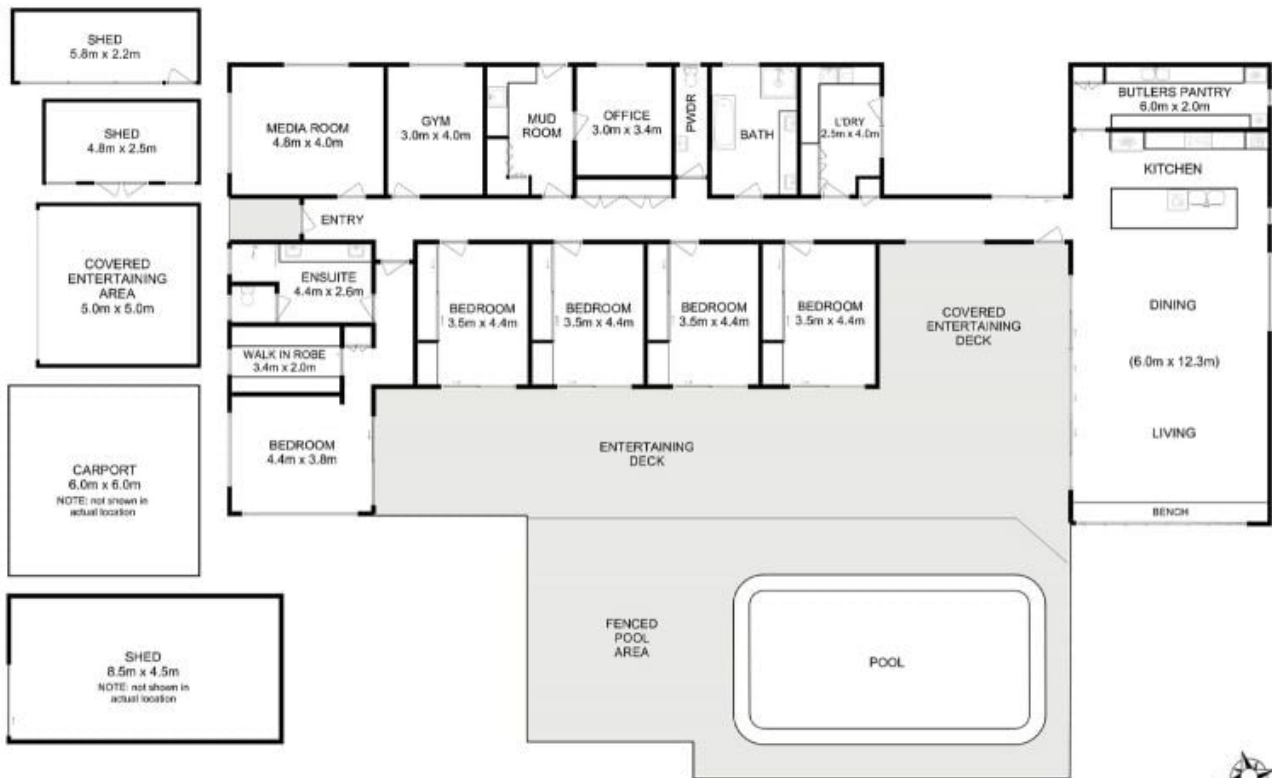 SHED
5.8m x 2.2m
SHED
4.8m x 2.5m
COVERED
ENTERTAINING
AREA
5.0m x 5.0m
CARPORT
6.0m x 6.0m
NOTE: not shown in
actual location
SHED
8.5m x 4.5m
NOTE: not shown in
actual location
MEDIA ROOM
4.8m x 4.0m
GYM
3.0m x 4.0m
MUD
ROOM
OFFICE
3.0m x 3.4m
PWDR
BATH
L'DRY
2.5m x 4.0m
BUTLERS PANTRY
6.0m x 2.0m
KITCHEN
ENTRY
ENSUITE
4.4m x 2.6m
WALK IN ROBE
3.4m x 2.0m
BEDROOM
4.4m x 3.8m
BEDROOM
3.5m x 4.4m
BEDROOM
3.5m x 4.4m
BEDROOM
3.5m x 4.4m
BEDROOM
3.5m x 4.4m
COVERED
ENTERTAINING
DECK
DINING
(6.0m x 12.3m)
LIVING
BENCH
ENTERTAINING
DECK
FENCED
POOL
AREA
POOL